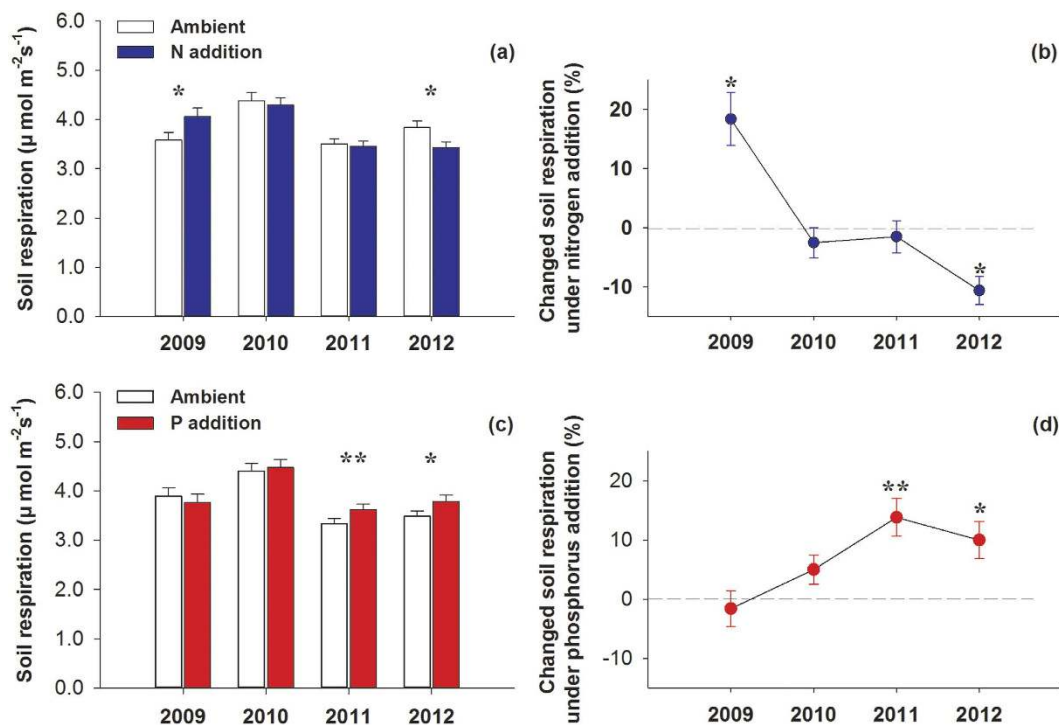 Ambient
N addition
(a)
Soil respiration (μ mol m⁻²s⁻¹)
6.0
5.0
4.0
3.0
2.0
1.0
0.0
*
*
2009 2010 2011 2012
(b)
Changed soil respiration
under nitrogen addition (%)
20
10
0
-10
*
*
2009 2010 2011 2012
Ambient
P addition
(c)
Soil respiration (μ mol m⁻²s⁻¹)
6.0
5.0
4.0
3.0
2.0
1.0
0.0
**
*
2009 2010 2011 2012
(d)
Changed soil respiration
under phosphorus addition (%)
20
10
0
-10
**
*
2009 2010 2011 2012